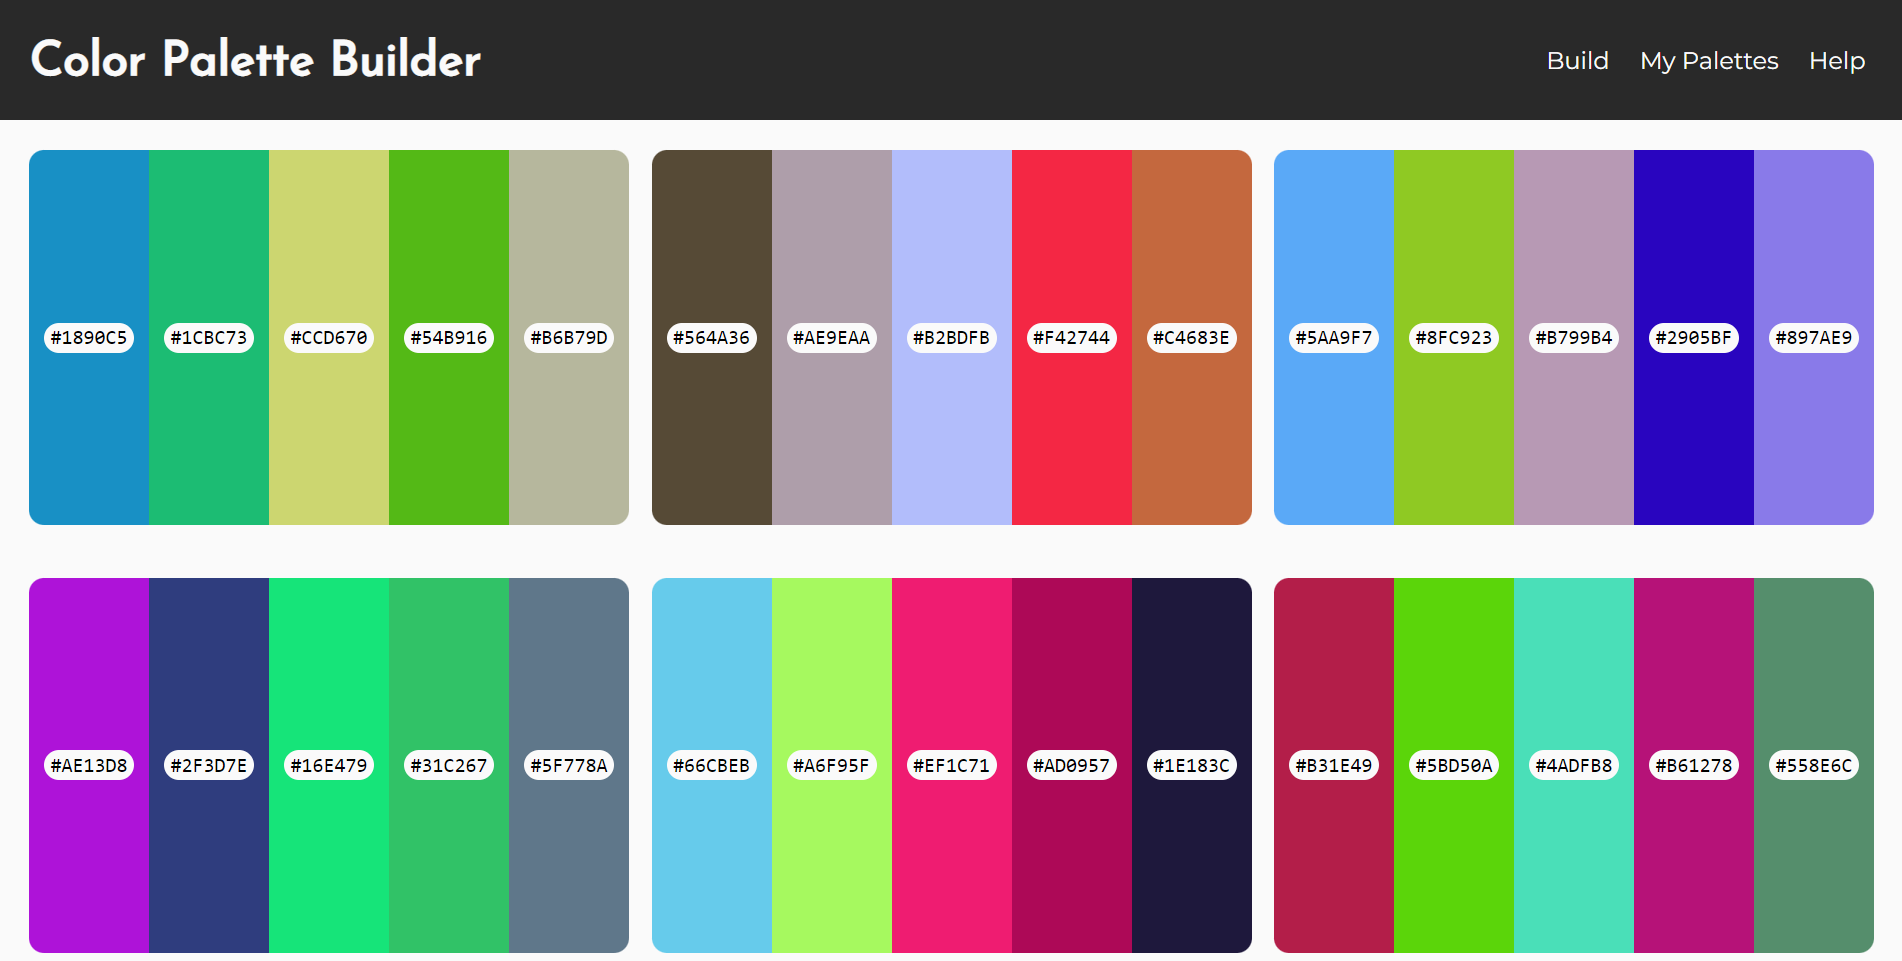 Color Palette Builder
Build My Palettes Help
#1890C5 #1CBC73 #CCD670 #54B916 #B6B79D
#564A36 #AE9EAA #B2BDFB #F42744 #C4683E
#5AA9F7 #8FC923 #B799B4 #2905BF #897AE9
#AE13D8 #2F3D7E #16E479 #31C267 #5F778A
#66CBEB #A6F95F #EF1C71 #AD0957 #1E183C
#B31E49 #5BD50A #4ADFB8 #B61278 #558E6C